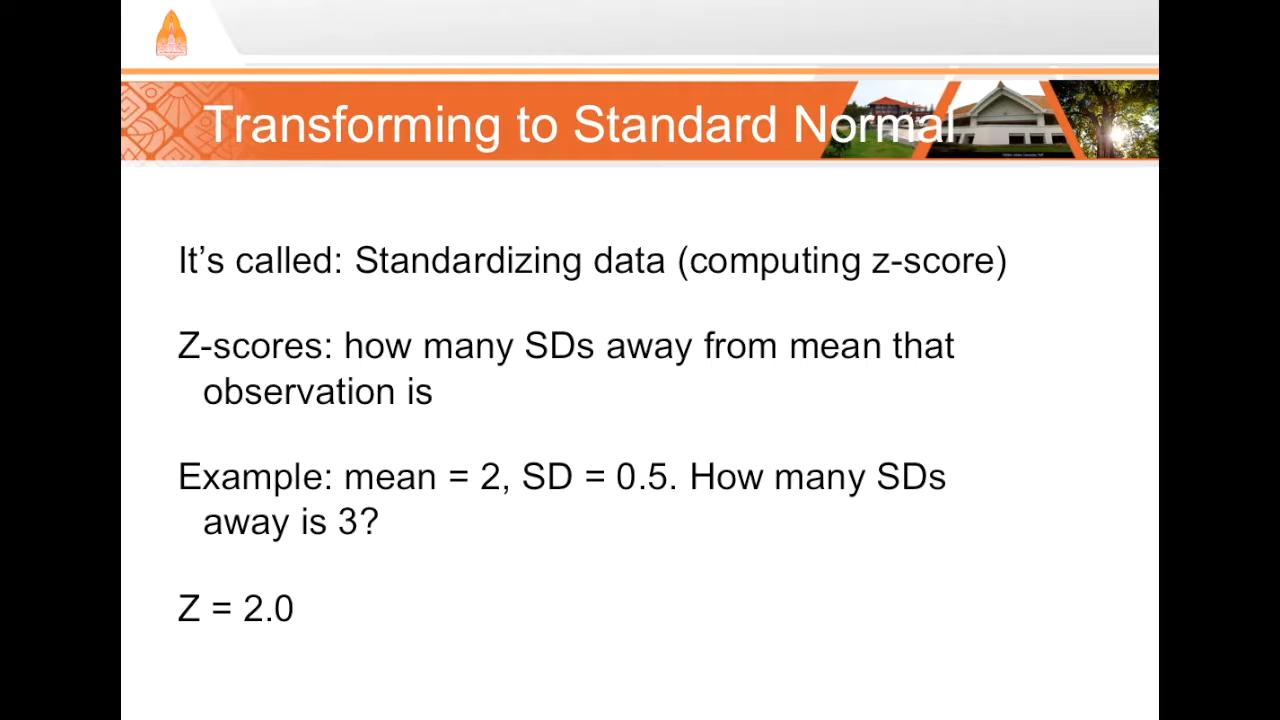 Transforming to Standard Normal
It’s called: Standardizing data (computing z-score)
Z-scores: how many SDs away from mean that
observation is
Example: mean = 2, SD = 0.5. How many SDs
away is 3?
Z = 2.0